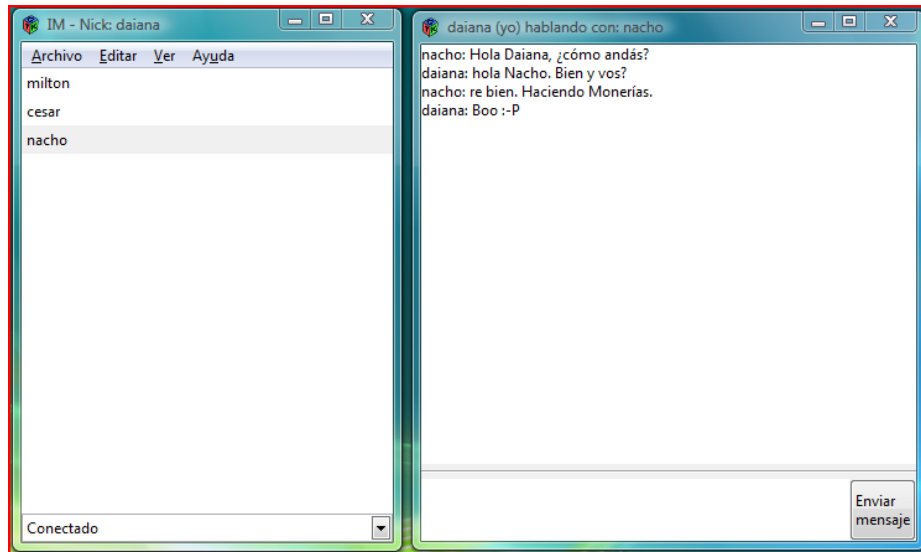 IM - Nick: daiana
Archivo Editar Ver Ayuda
milton
cesar
nacho
Conectado
daiana (yo) hablando con: nacho
nacho: Hola Daiana, ¿cómo andás?
daiana: hola Nacho. Bien y vos?
nacho: re bien. Haciendo Monerías.
daiana: Boo :-P
Enviar
mensaje